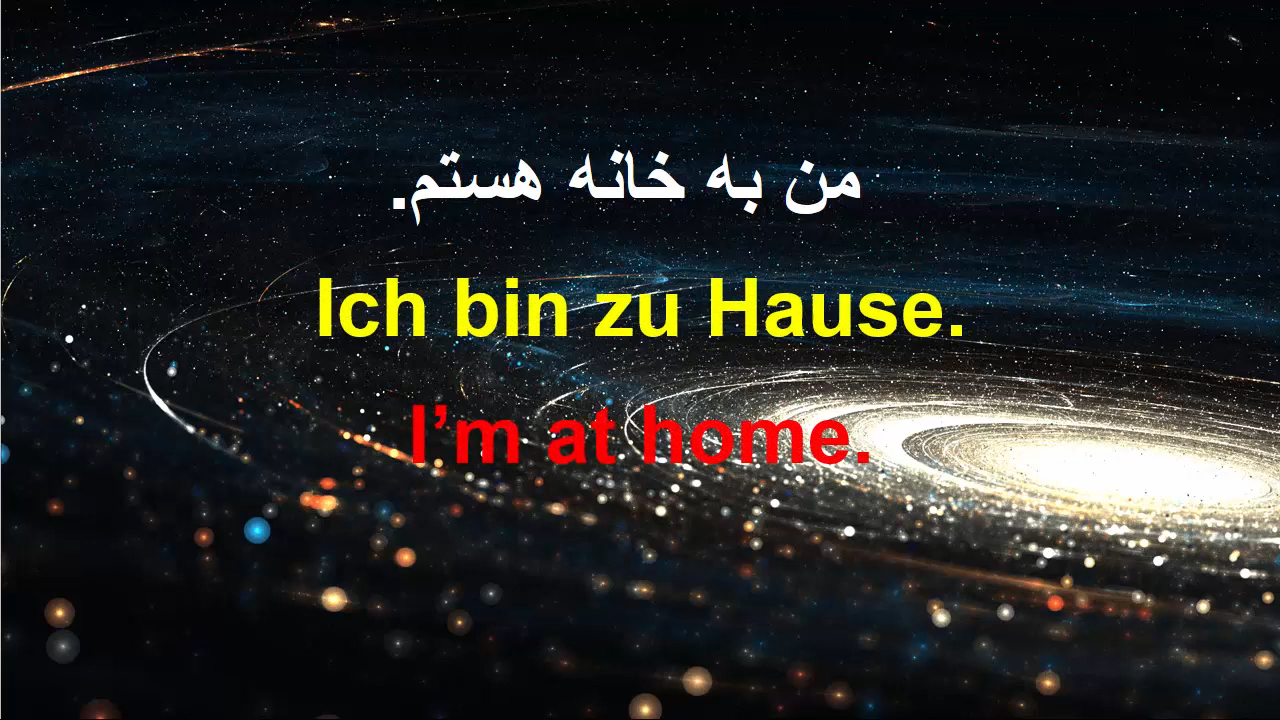 من به خانه هستم.
Ich bin zu Hause.
I’m at home.